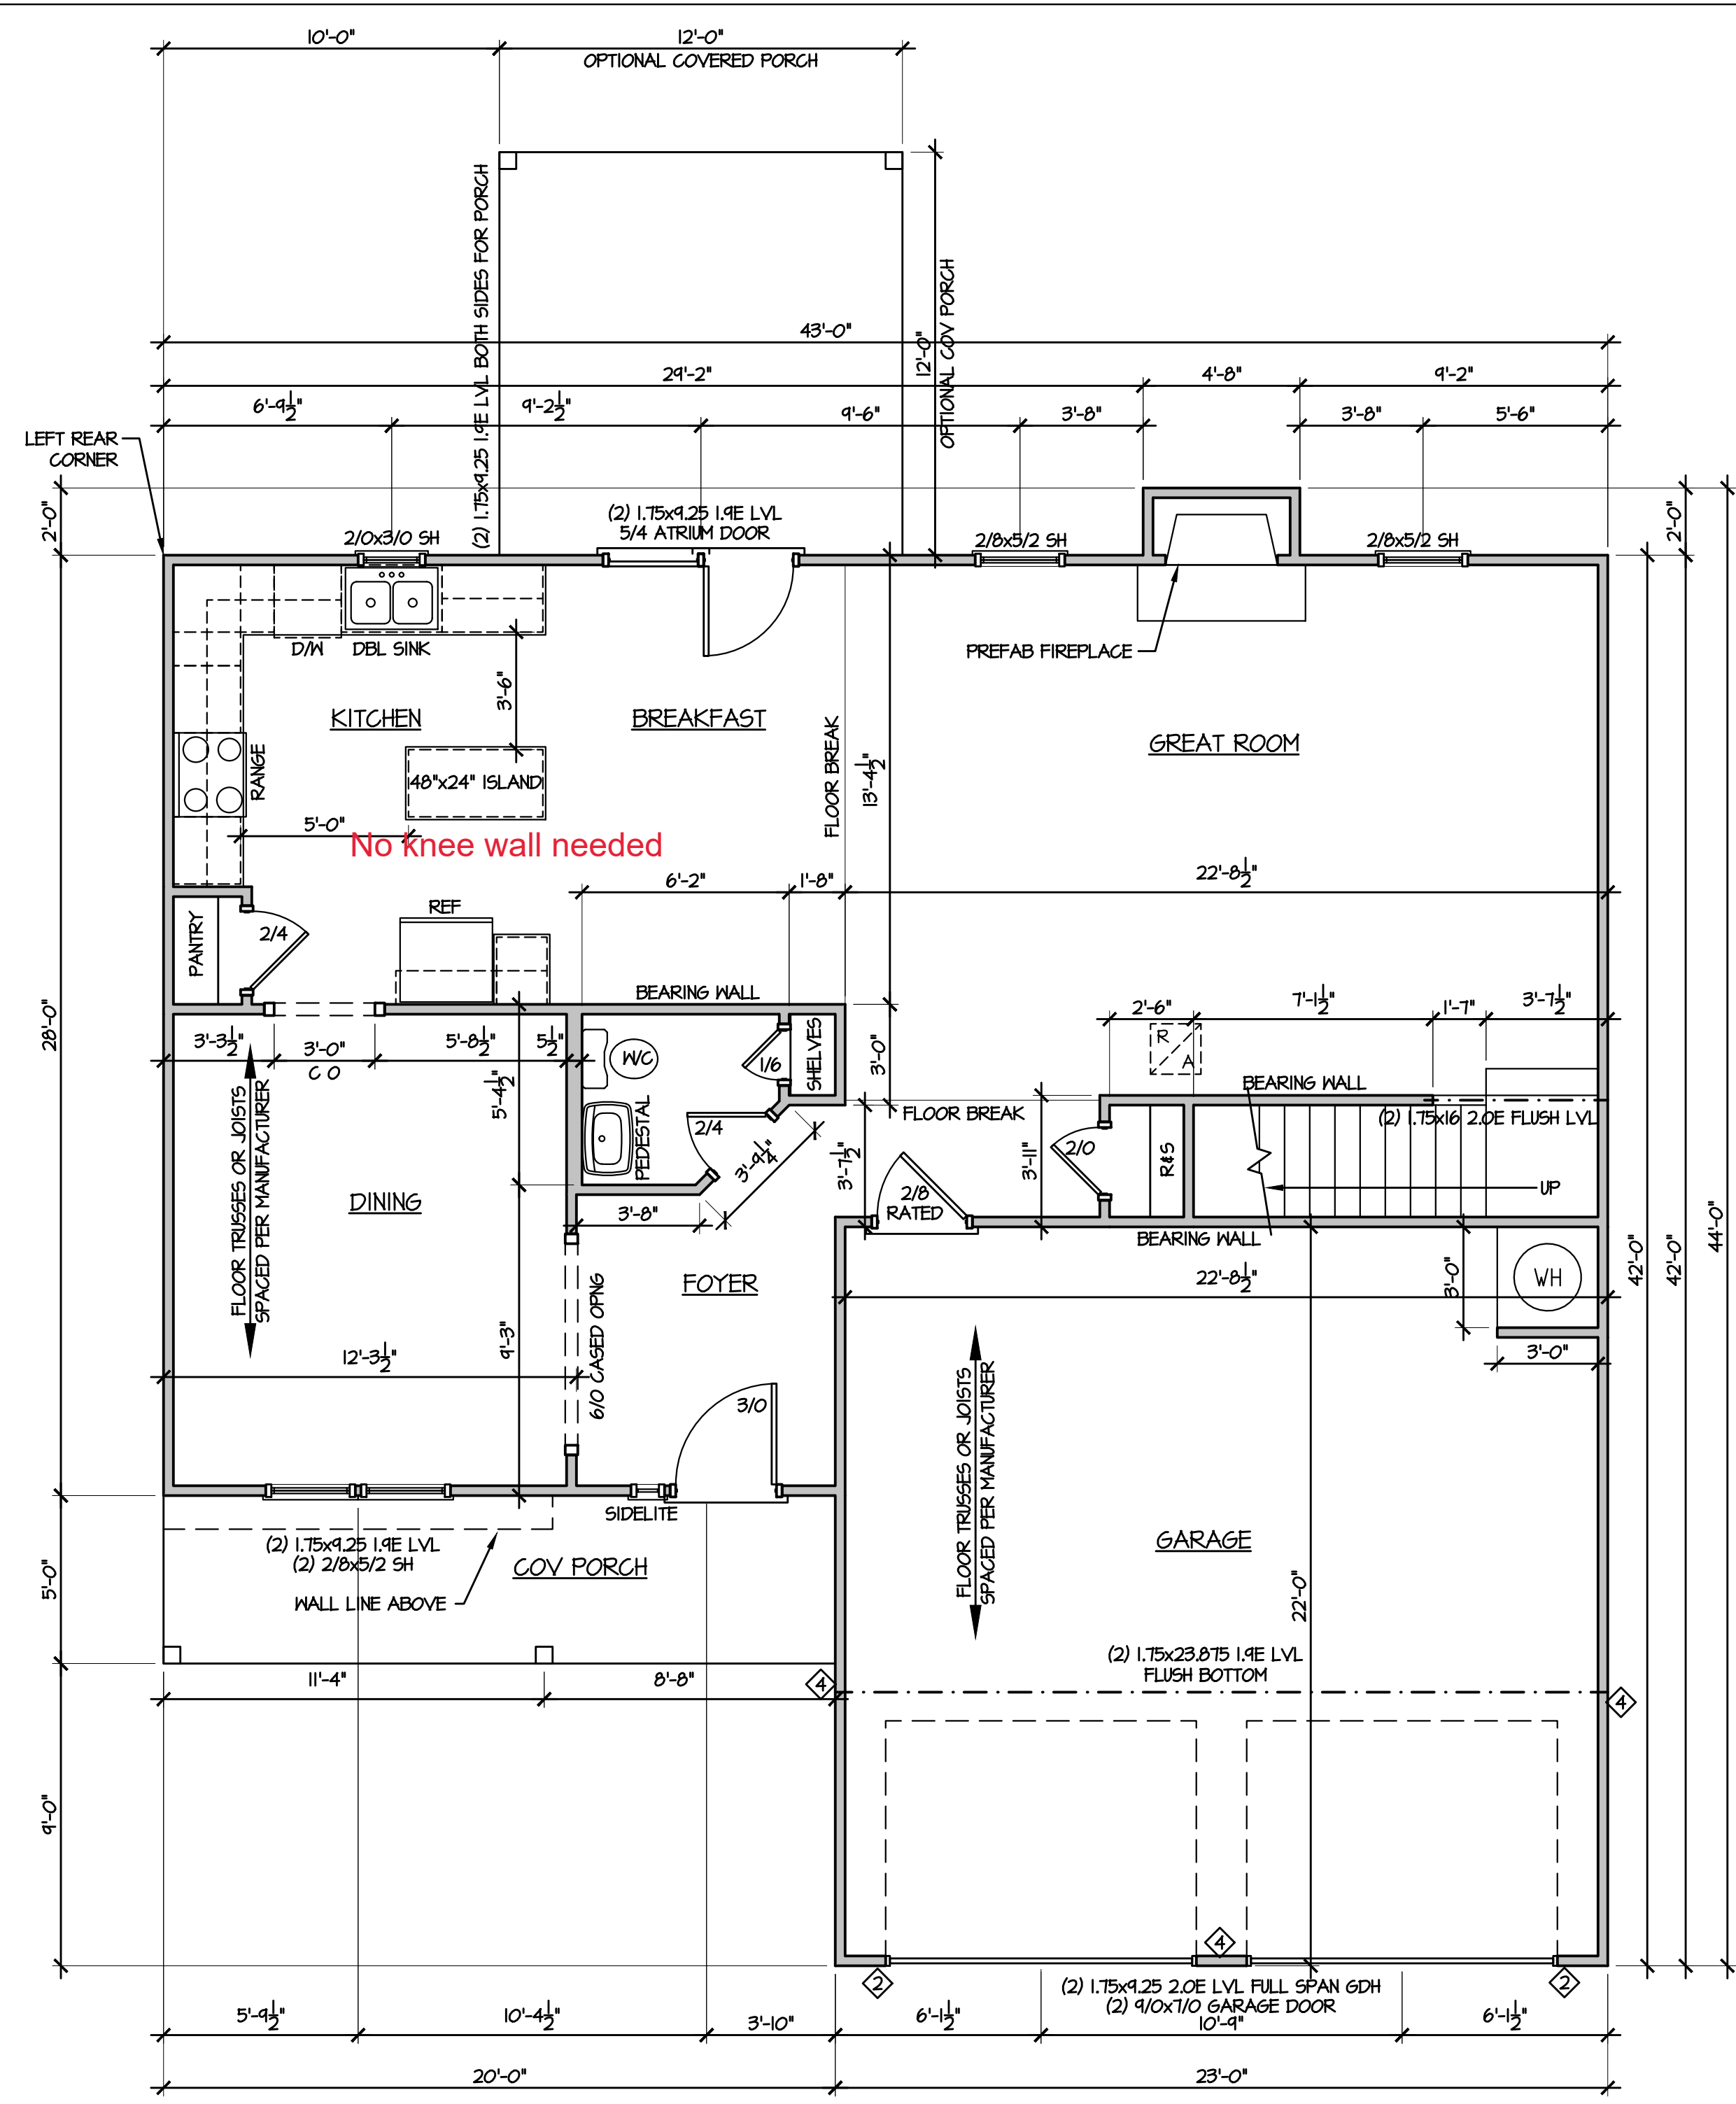 10'-0"
12'-0"
OPTIONAL COVERED PORCH
(2) 1.75x9.25 1.9E LVL BOTH SIDES FOR PORCH
12'-0"
OPTIONAL COV PORCH
43'-0"
29'-2"
4'-8"
9'-2"
6'-9 1/2"
9'-2 1/2"
9'-6"
3'-8"
3'-8"
5'-6"
LEFT REAR
CORNER
2'-0"
2'-0"
(2) 1.75x9.25 1.9E LVL
5/4 ATRIUM DOOR
2/0x3/0 SH
2/8x5/2 SH
2/8x5/2 SH
D/W
DBL SINK
PREFAB FIREPLACE
3'-6"
KITCHEN
BREAKFAST
GREAT ROOM
RANGE
48"x24" ISLAND
FLOOR BREAK
13'-4 1/2"
5'-0"
No knee wall needed
6'-2"
1'-8"
22'-8 1/2"
REF
PANTRY
2/4
BEARING WALL
28'-0"
2'-6"
7'-1 1/2"
1'-7"
3'-7 1/2"
3'-3 1/2"
3'-0"
C O
5'-8 1/2"
5 1/2"
5'-4 1/2"
W/C
1/6
SHELVES
3'-0"
R
A
BEARING WALL
FLOOR BREAK
(2) 1.75x16 2.0E FLUSH LVL
FLOOR TRUSSES OR JOISTS
SPACED PER MANUFACTURER
PEDESTAL
2/4
3'-9 1/4"
3'-7 1/2"
3'-11"
2/0
R&S
UP
DINING
3'-8"
2/8
RATED
BEARING WALL
FOYER
22'-8 1/2"
3'-0"
WH
42'-0"
42'-0"
44'-0"
9'-3"
6/0 CASED OPNG
12'-3 1/2"
3'-0"
3/0
FLOOR TRUSSES OR JOISTS
SPACED PER MANUFACTURER
SIDELITE
GARAGE
(2) 1.75x9.25 1.9E LVL
(2) 2/8x5/2 SH
COV PORCH
WALL LINE ABOVE
5'-0"
22'-0"
(2) 1.75x23.875 1.9E LVL
FLUSH BOTTOM
11'-4"
8'-8"
4
4
9'-0"
4
2
2
(2) 1.75x9.25 2.0E LVL FULL SPAN GDH
(2) 9/0x7/0 GARAGE DOOR
5'-9 1/2"
10'-4 1/2"
3'-10"
6'-1 1/2"
10'-9"
6'-1 1/2"
20'-0"
23'-0"